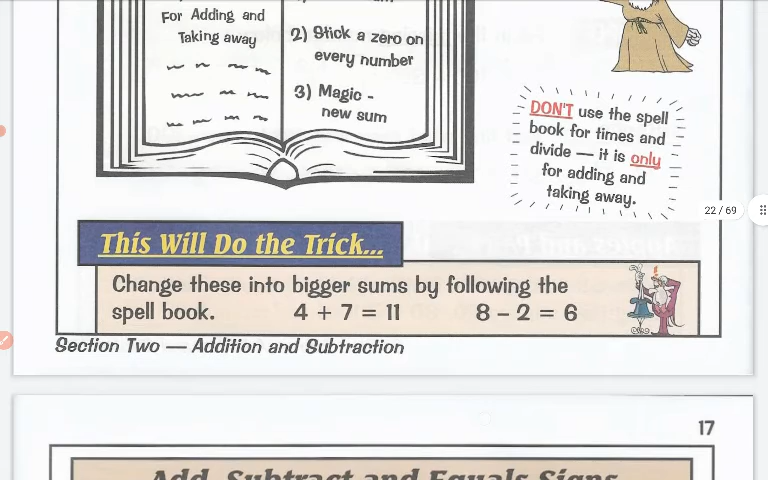 For Adding and
Taking away
2) Stick a zero on
every number
3) Magic -
new sum
DON'T use the spell
book for times and
divide — it is only
for adding and
taking away.
22 / 69
This Will Do the Trick...
Change these into bigger sums by following the
spell book. 4 + 7 = 11 8 – 2 = 6
Section Two — Addition and Subtraction
17
Add, Subtract and Equals Signs